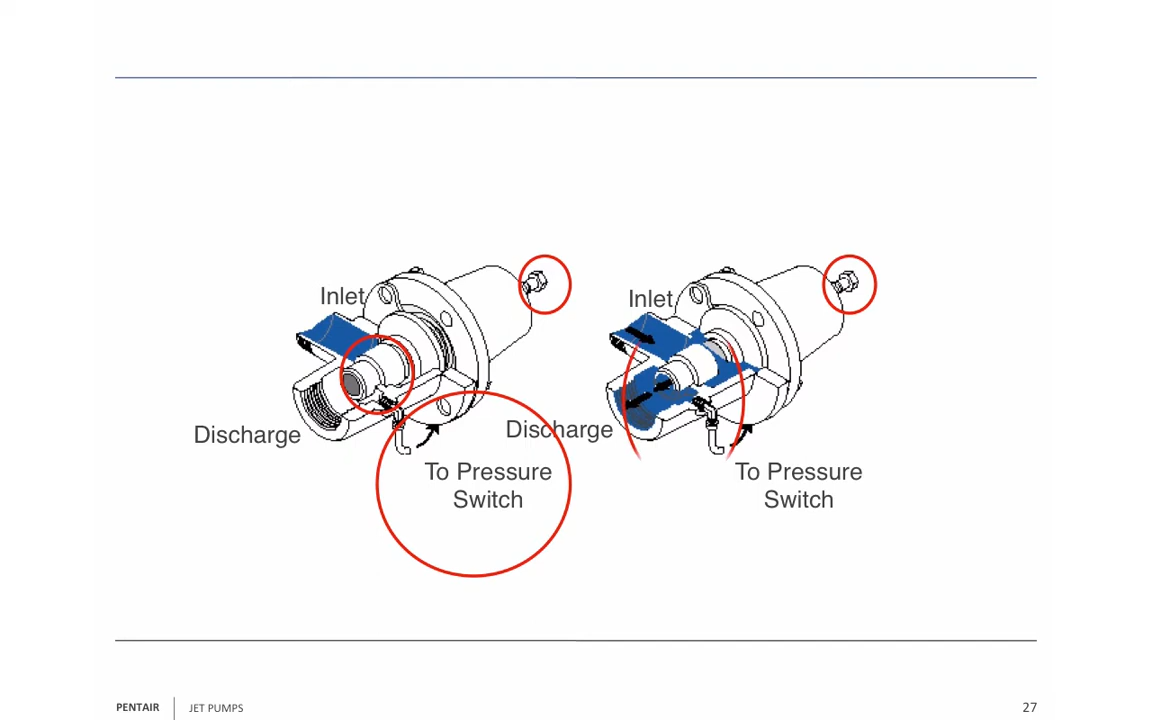 Inlet
Inlet
Discharge
Discharge
To Pressure
Switch
To Pressure
Switch
PENTAIR
JET PUMPS
27